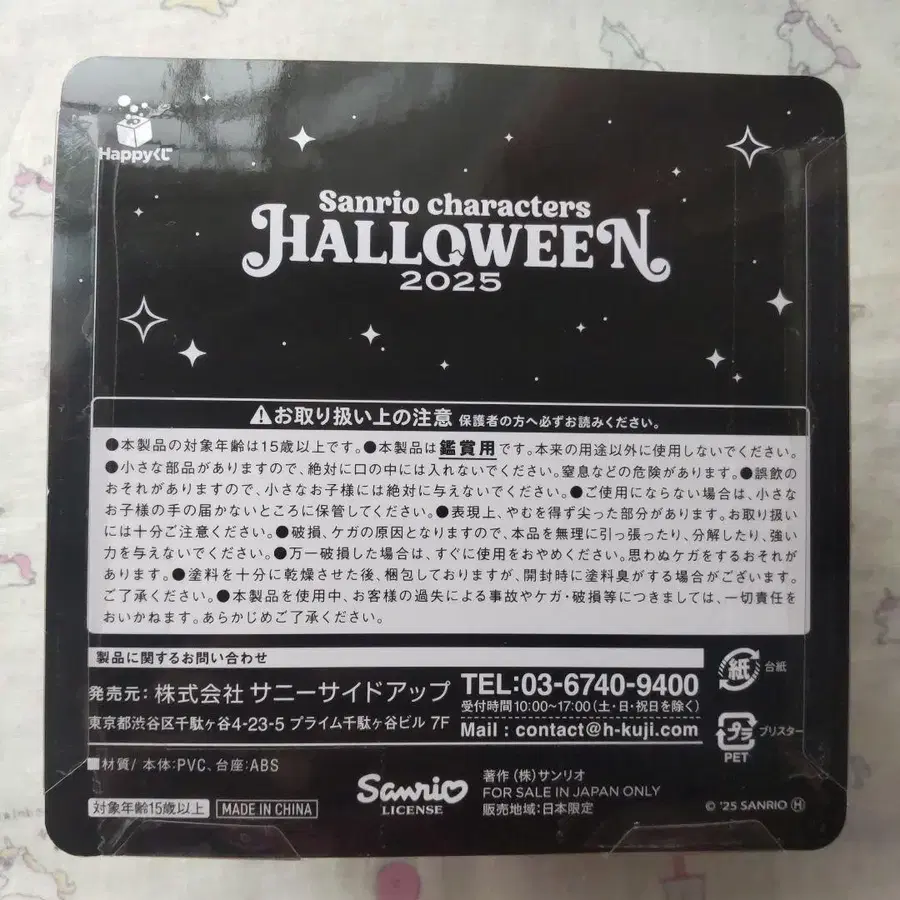 Happyくじ
Sanrio characters
HALLOWEEN
2025
⚠お取り扱い上の注意 保護者の方へ必ずお読みください。
●本製品の対象年齢は15歳以上です。●本製品は鑑賞用です。本来の用途以外に使用しないでください。
●小さな部品がありますので、絶対に口の中には入れないでください。窒息などの危険があります。●誤飲の
おそれがありますので、小さなお子様には絶対に与えないでください。●ご使用にならない場合は、小さな
お子様の手の届かないところに保管してください。●表現上、やむを得ず尖った部分があります。お取り扱い
には十分ご注意ください。●破損、ケガの原因となりますので、本品を無理に引っ張ったり、分解したり、強い
力を与えないでください。●万一破損した場合は、すぐに使用をおやめください。思わぬケガをするおそれが
あります。●塗料を十分に乾燥させた後、梱包しておりますが、開封時に塗料臭がする場合がございます。
ご了承ください。●本製品を使用中、お客様の過失による事故やケガ・破損等につきましては、一切責任を
おいかねます。あらかじめご了承ください。
製品に関するお問い合わせ
発売元:株式会社 サニーサイドアップ
東京都渋谷区千駄ヶ谷4-23-5 プライム千駄ヶ谷ビル 7F
TEL:03-6740-9400
受付時間10:00~17:00(土・日・祝日を除く)
Mail : contact@h-kuji.com
紙 台紙
プラ ブリスター
PET
■材質/ 本体:PVC、台座:ABS
対象年齢15歳以上 MADE IN CHINA
Sanrio
LICENSE
著作(株)サンリオ
FOR SALE IN JAPAN ONLY
販売地域:日本限定
© '25 SANRIO Ⓗ